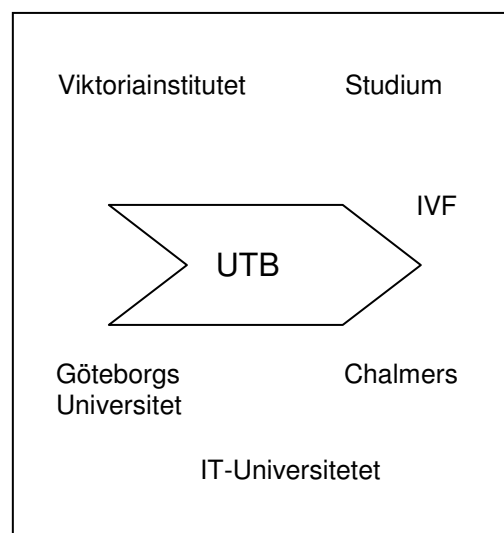 Viktoriainstitutet Studium
IVF
UTB
Göteborgs Chalmers
Universitet
IT-Universitetet